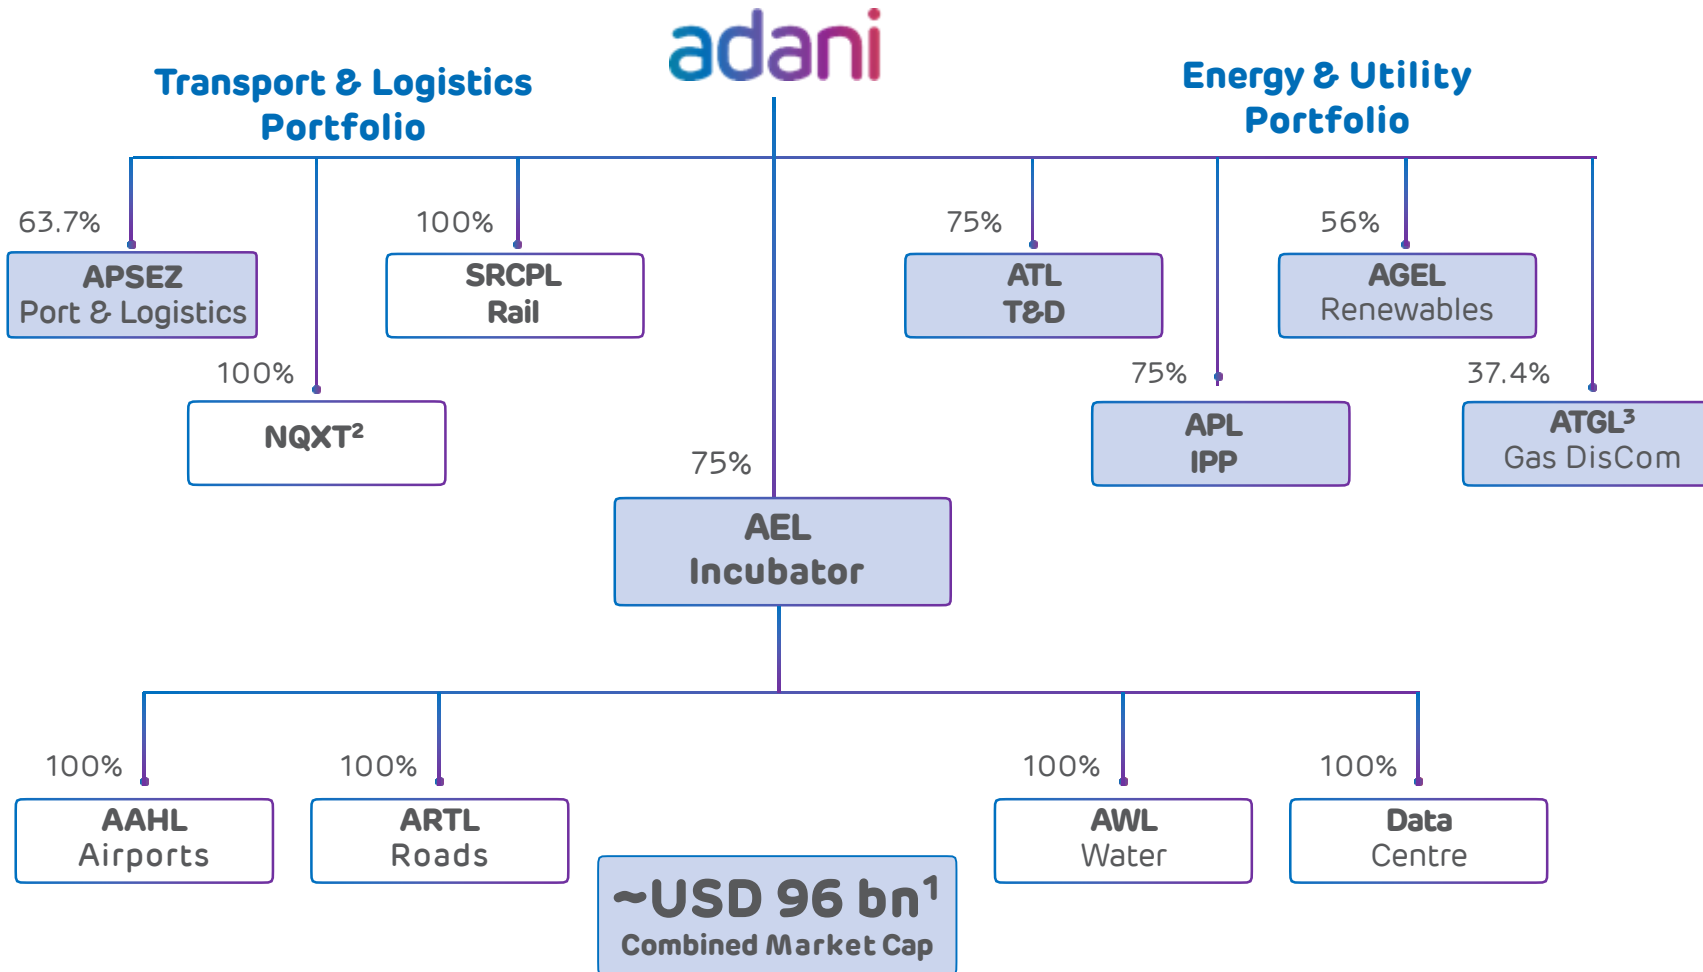 adani
Transport & Logistics
Portfolio
Energy & Utility
Portfolio
63.7%
APSEZ
Port & Logistics
100%
NQXT²
100%
SRCPL
Rail
75%
AEL
Incubator
75%
ATL
T&D
75%
APL
IPP
56%
AGEL
Renewables
37.4%
ATGL³
Gas DisCom
100%
AAHL
Airports
100%
ARTL
Roads
100%
AWL
Water
100%
Data
Centre
~USD 96 bn¹
Combined Market Cap